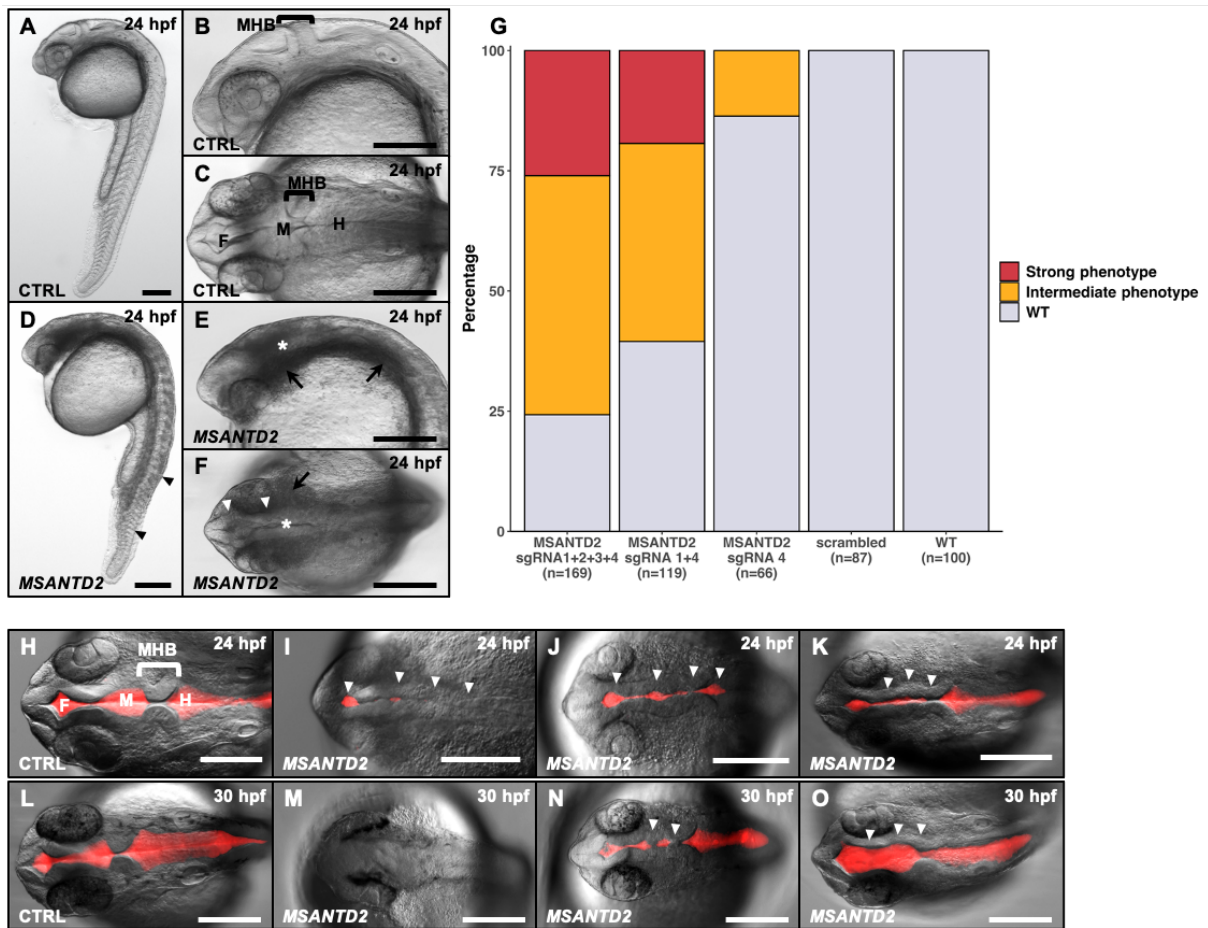 A
24 hpf
CTRL
B
MHB
24 hpf
CTRL
C
24 hpf
MHB
F
M
H
CTRL
D
24 hpf
MSANTD2
E
24 hpf
*
MSANTD2
F
24 hpf
*
MSANTD2
G
Percentage
100
75
50
25
0
MSANTD2
sgRNA1+2+3+4
(n=169)
MSANTD2
sgRNA 1+4
(n=119)
MSANTD2
sgRNA 4
(n=66)
scrambled
(n=87)
WT
(n=100)
Strong phenotype
Intermediate phenotype
WT
H
24 hpf
MHB
F
M
H
CTRL
I
24 hpf
MSANTD2
J
24 hpf
MSANTD2
K
24 hpf
MSANTD2
L
30 hpf
CTRL
M
30 hpf
MSANTD2
N
30 hpf
MSANTD2
O
30 hpf
MSANTD2